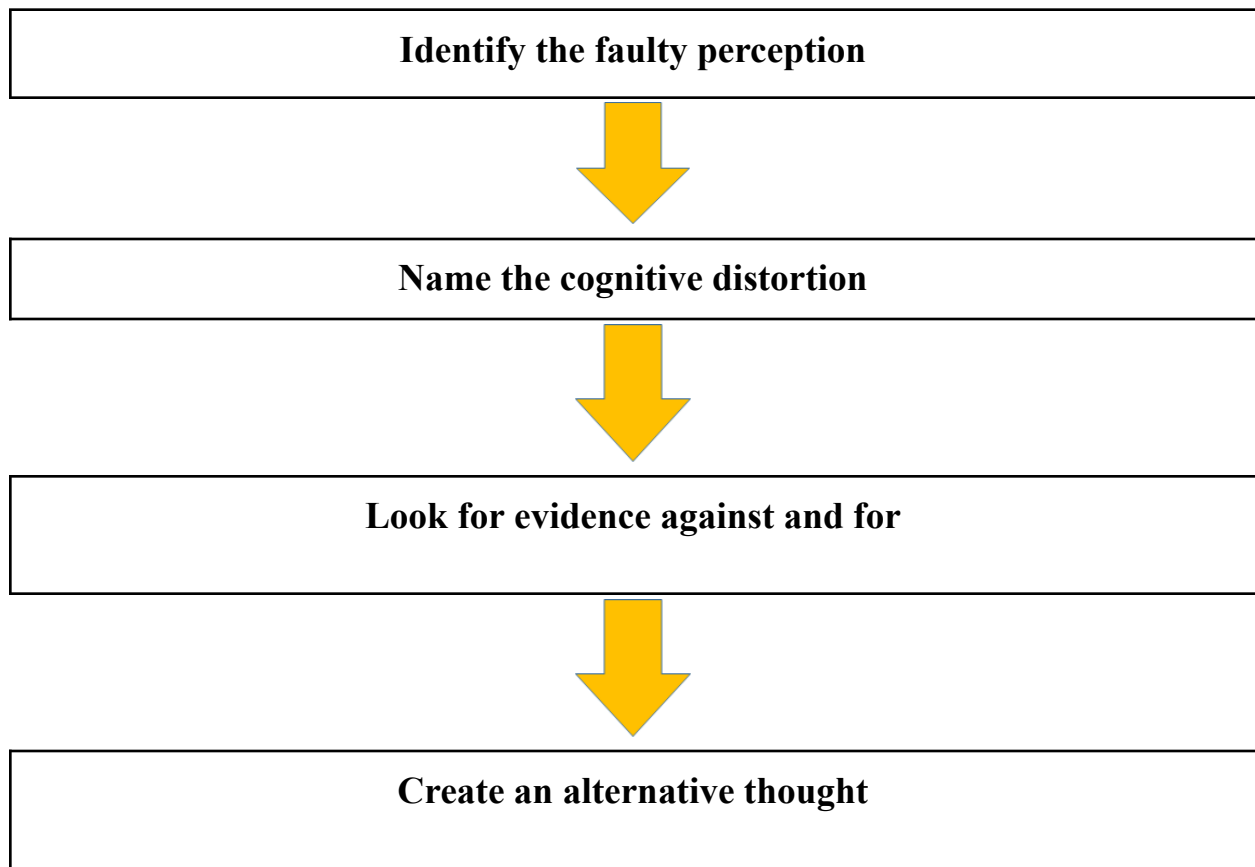 Identify the faulty perception
Name the cognitive distortion
Look for evidence against and for
Create an alternative thought